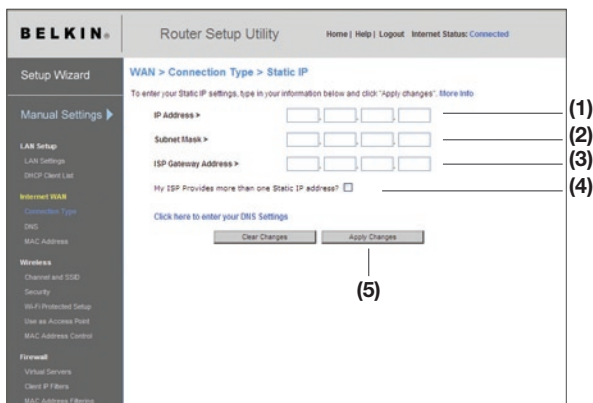 BELKIN®
Router Setup Utility
Home | Help | Logout Internet Status: Connected
Setup Wizard
Manual Settings
LAN Setup
LAN Settings
DHCP Client List
Internet WAN
Connection Type
DNS
MAC Address
Wireless
Channel and SSID
Security
Wi-Fi Protected Setup
Use as Access Point
MAC Address Control
Firewall
Virtual Servers
Client IP Filters
MAC Address Filtering
WAN > Connection Type > Static IP
To enter your Static IP settings, type in your information below and click "Apply changes". More Info
IP Address > (1)
Subnet Mask > (2)
ISP Gateway Address > (3)
My ISP Provides more than one Static IP address? (4)
Click here to enter your DNS Settings
Clear Changes Apply Changes
(5)